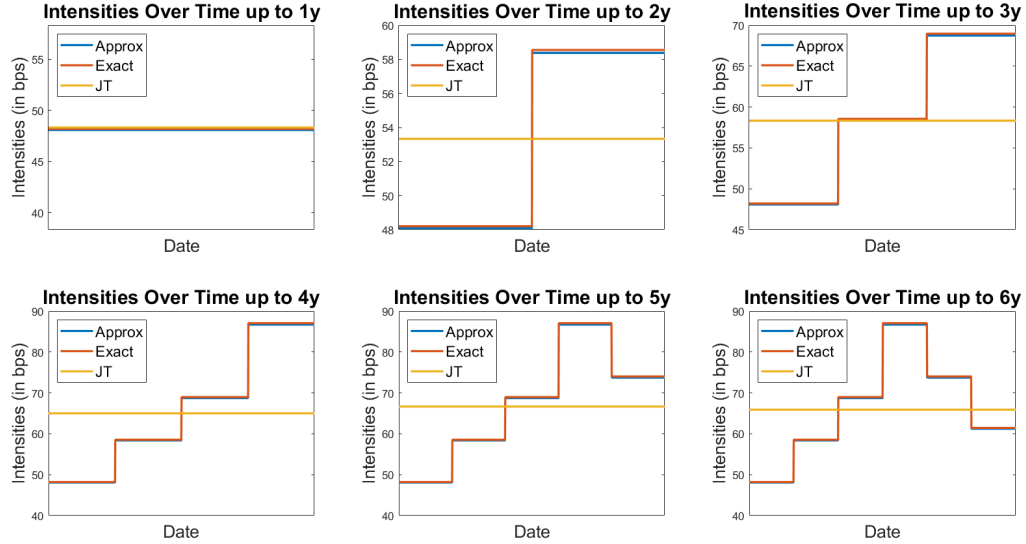 Intensities Over Time up to 1y
Intensities (in bps)
55
50
45
40
Approx
Exact
JT
Date
Intensities Over Time up to 2y
Intensities (in bps)
60
58
56
54
52
50
48
Approx
Exact
JT
Date
Intensities Over Time up to 3y
Intensities (in bps)
70
65
60
55
50
45
Approx
Exact
JT
Date
Intensities Over Time up to 4y
Intensities (in bps)
90
80
70
60
50
40
Approx
Exact
JT
Date
Intensities Over Time up to 5y
Intensities (in bps)
90
80
70
60
50
40
Approx
Exact
JT
Date
Intensities Over Time up to 6y
Intensities (in bps)
90
80
70
60
50
40
Approx
Exact
JT
Date